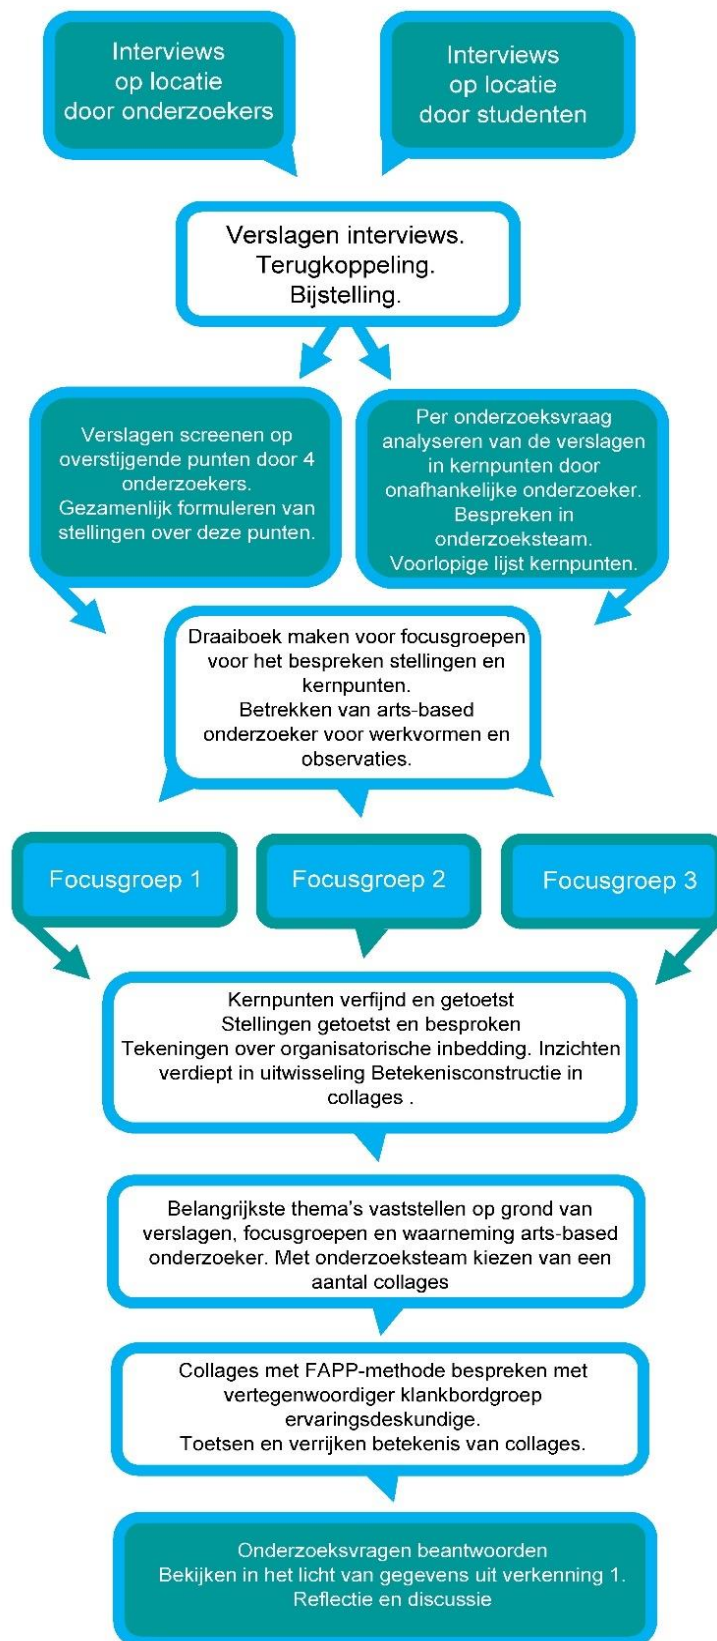 Interviews
op locatie
door onderzoekers
Interviews
op locatie
door studenten
Verslagen interviews.
Terugkoppeling.
Bijstelling.
Verslagen screenen op
overstijgende punten door 4
onderzoekers.
Gezamenlijk formuleren van
stellingen over deze punten.
Per onderzoeksvraag
analyseren van de verslagen
in kernpunten door
onafhankelijke onderzoeker.
Bespreken in
onderzoeksteam.
Voorlopige lijst kernpunten.
Draaiboek maken voor focusgroepen
voor het bespreken stellingen en
kernpunten.
Betrekken van arts-based
onderzoeker voor werkvormen en
observaties.
Focusgroep 1
Focusgroep 2
Focusgroep 3
Kernpunten verfijnd en getoetst
Stellingen getoetst en besproken
Tekeningen over organisatorische inbedding. Inzichten
verdiept in uitwisseling Betekenisconstructie in
collages .
Belangrijkste thema's vaststellen op grond van
verslagen, focusgroepen en waarneming arts-based
onderzoeker. Met onderzoeksteam kiezen van een
aantal collages
Collages met FAPP-methode bespreken met
vertegenwoordiger klankbordgroep
ervaringsdeskundige.
Toetsen en verrijken betekenis van collages.
Onderzoeksvragen beantwoorden
Bekijken in het licht van gegevens uit verkenning 1.
Reflectie en discussie